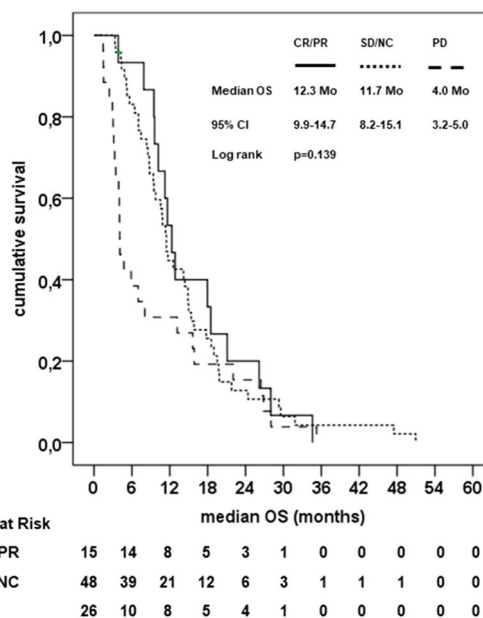 CR/PR SD/NC PD
Median OS 12.3 Mo 11.7 Mo 4.0 Mo
95% CI 9.9-14.7 8.2-15.1 3.2-5.0
Log rank p=0.139
cumulative survival
1,0
0,8
0,6
0,4
0,2
0,0
0 6 12 18 24 30 36 42 48 54 60
median OS (months)
at Risk
PR 15 14 8 5 3 1 0 0 0 0 0
NC 48 39 21 12 6 3 1 1 1 0 0
26 10 8 5 4 1 0 0 0 0 0